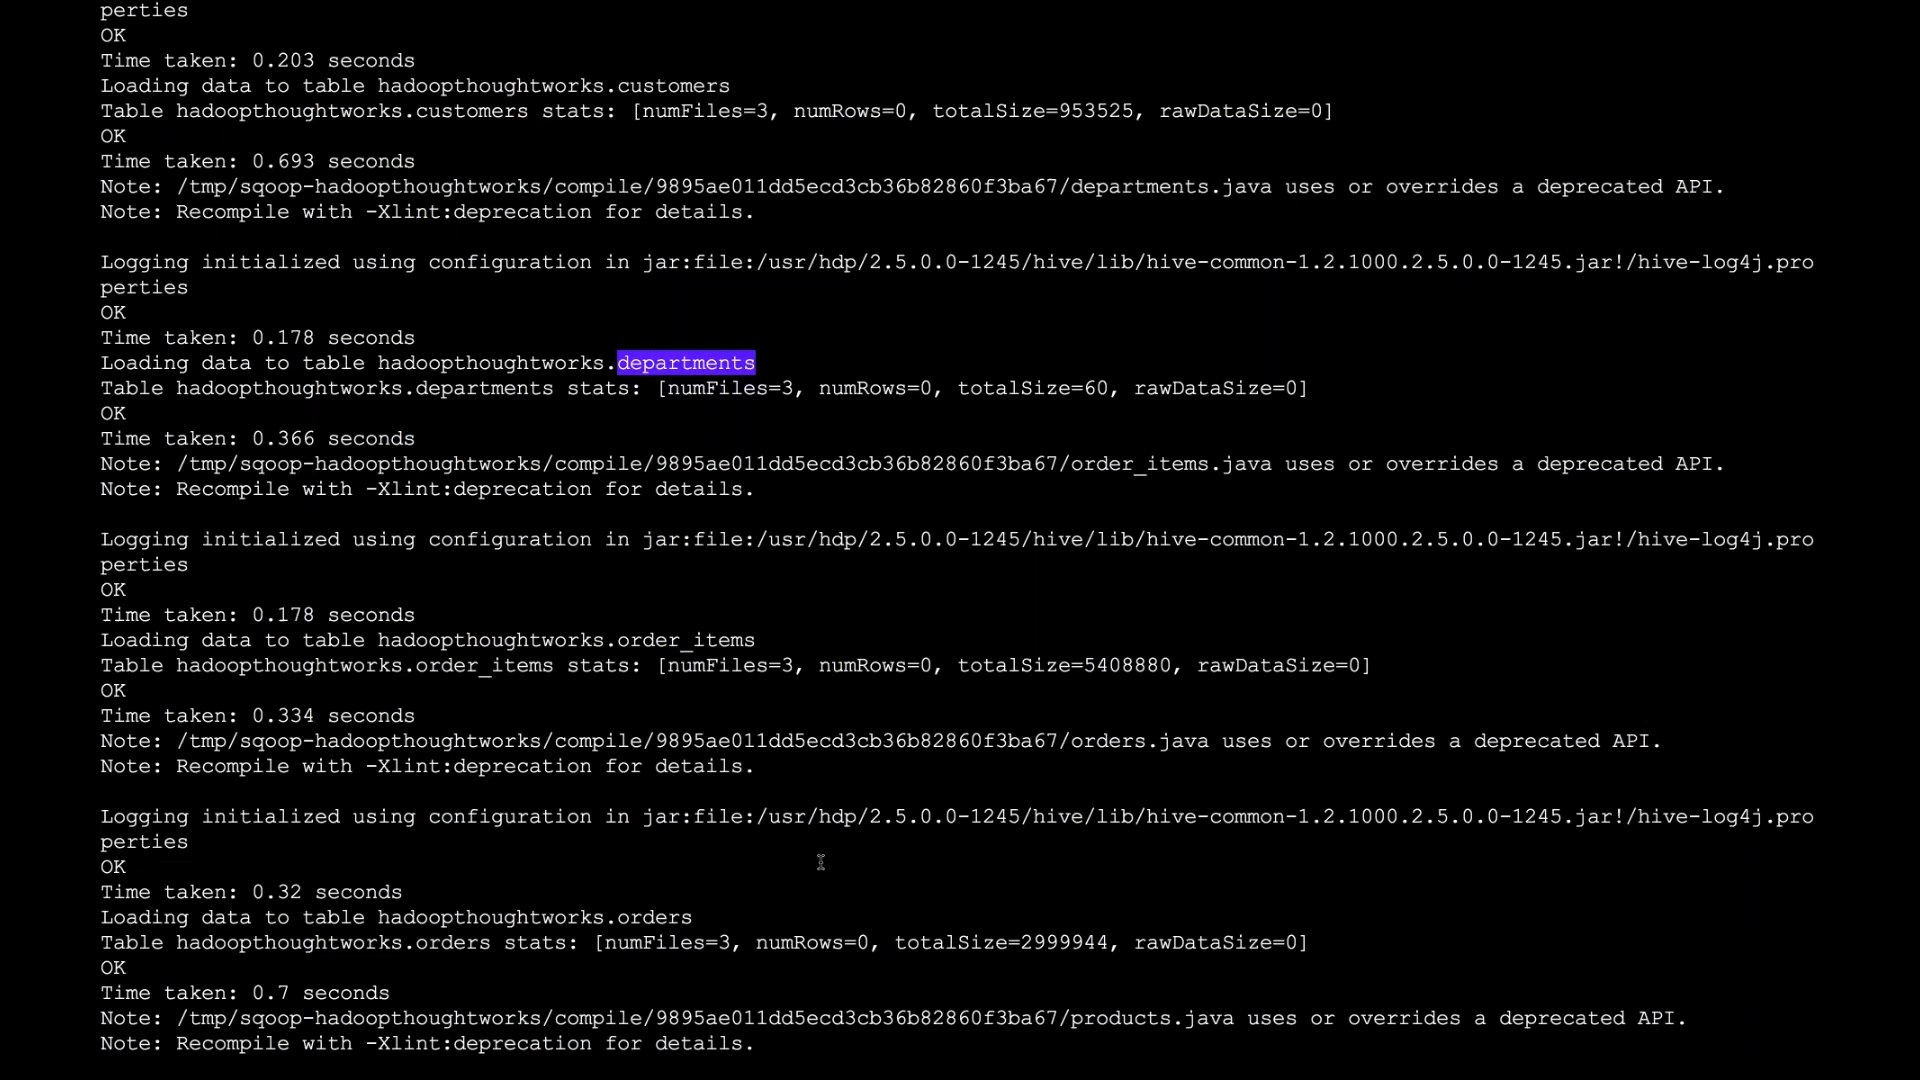 perties
OK
Time taken: 0.203 seconds
Loading data to table hadoopthoughtworks.customers
Table hadoopthoughtworks.customers stats: [numFiles=3, numRows=0, totalSize=953525, rawDataSize=0]
OK
Time taken: 0.693 seconds
Note: /tmp/sqoop-hadoopthoughtworks/compile/9895ae011dd5ecd3cb36b82860f3ba67/departments.java uses or overrides a deprecated API.
Note: Recompile with -Xlint:deprecation for details.

Logging initialized using configuration in jar:file:/usr/hdp/2.5.0.0-1245/hive/lib/hive-common-1.2.1000.2.5.0.0-1245.jar!/hive-log4j.pro
perties
OK
Time taken: 0.178 seconds
Loading data to table hadoopthoughtworks.departments
Table hadoopthoughtworks.departments stats: [numFiles=3, numRows=0, totalSize=60, rawDataSize=0]
OK
Time taken: 0.366 seconds
Note: /tmp/sqoop-hadoopthoughtworks/compile/9895ae011dd5ecd3cb36b82860f3ba67/order_items.java uses or overrides a deprecated API.
Note: Recompile with -Xlint:deprecation for details.

Logging initialized using configuration in jar:file:/usr/hdp/2.5.0.0-1245/hive/lib/hive-common-1.2.1000.2.5.0.0-1245.jar!/hive-log4j.pro
perties
OK
Time taken: 0.178 seconds
Loading data to table hadoopthoughtworks.order_items
Table hadoopthoughtworks.order_items stats: [numFiles=3, numRows=0, totalSize=5408880, rawDataSize=0]
OK
Time taken: 0.334 seconds
Note: /tmp/sqoop-hadoopthoughtworks/compile/9895ae011dd5ecd3cb36b82860f3ba67/orders.java uses or overrides a deprecated API.
Note: Recompile with -Xlint:deprecation for details.

Logging initialized using configuration in jar:file:/usr/hdp/2.5.0.0-1245/hive/lib/hive-common-1.2.1000.2.5.0.0-1245.jar!/hive-log4j.pro
perties
OK
Time taken: 0.32 seconds
Loading data to table hadoopthoughtworks.orders
Table hadoopthoughtworks.orders stats: [numFiles=3, numRows=0, totalSize=2999944, rawDataSize=0]
OK
Time taken: 0.7 seconds
Note: /tmp/sqoop-hadoopthoughtworks/compile/9895ae011dd5ecd3cb36b82860f3ba67/products.java uses or overrides a deprecated API.
Note: Recompile with -Xlint:deprecation for details.